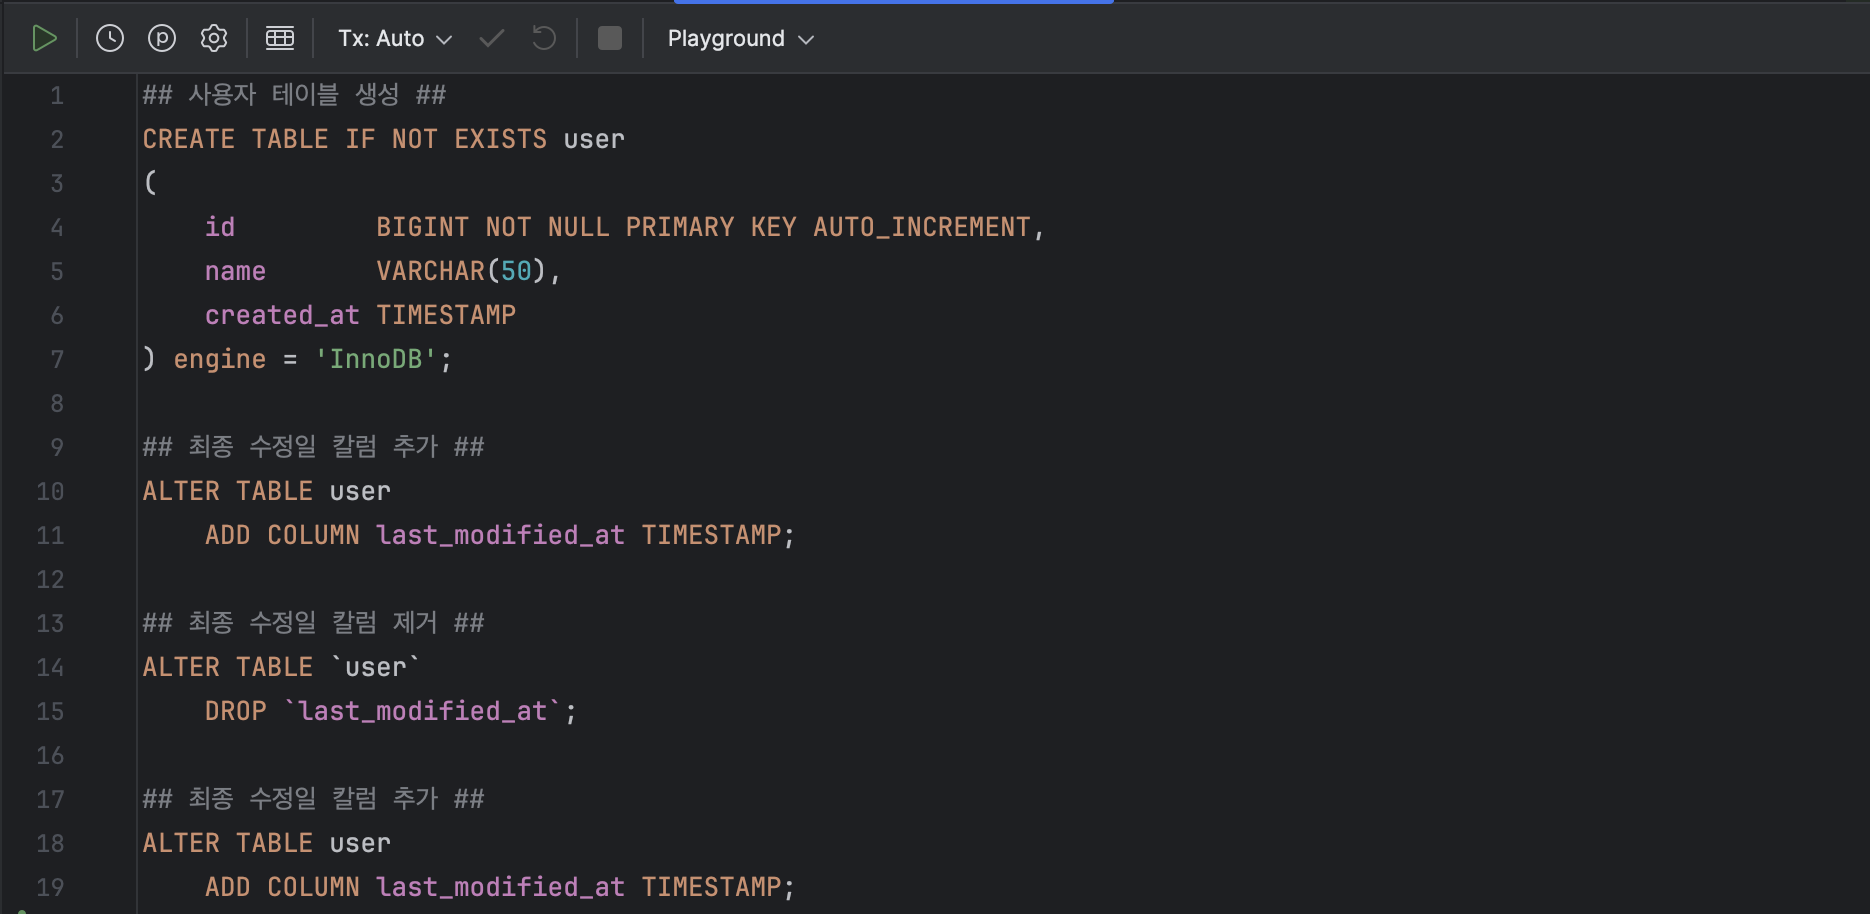 Tx: Auto Playground
1 ## 사용자 테이블 생성 ##
2 CREATE TABLE IF NOT EXISTS user
3 (
4     id         BIGINT NOT NULL PRIMARY KEY AUTO_INCREMENT,
5     name       VARCHAR(50),
6     created_at TIMESTAMP
7 ) engine = 'InnoDB';
8
9 ## 최종 수정일 칼럼 추가 ##
10 ALTER TABLE user
11     ADD COLUMN last_modified_at TIMESTAMP;
12
13 ## 최종 수정일 칼럼 제거 ##
14 ALTER TABLE `user`
15     DROP `last_modified_at`;
16
17 ## 최종 수정일 칼럼 추가 ##
18 ALTER TABLE user
19     ADD COLUMN last_modified_at TIMESTAMP;